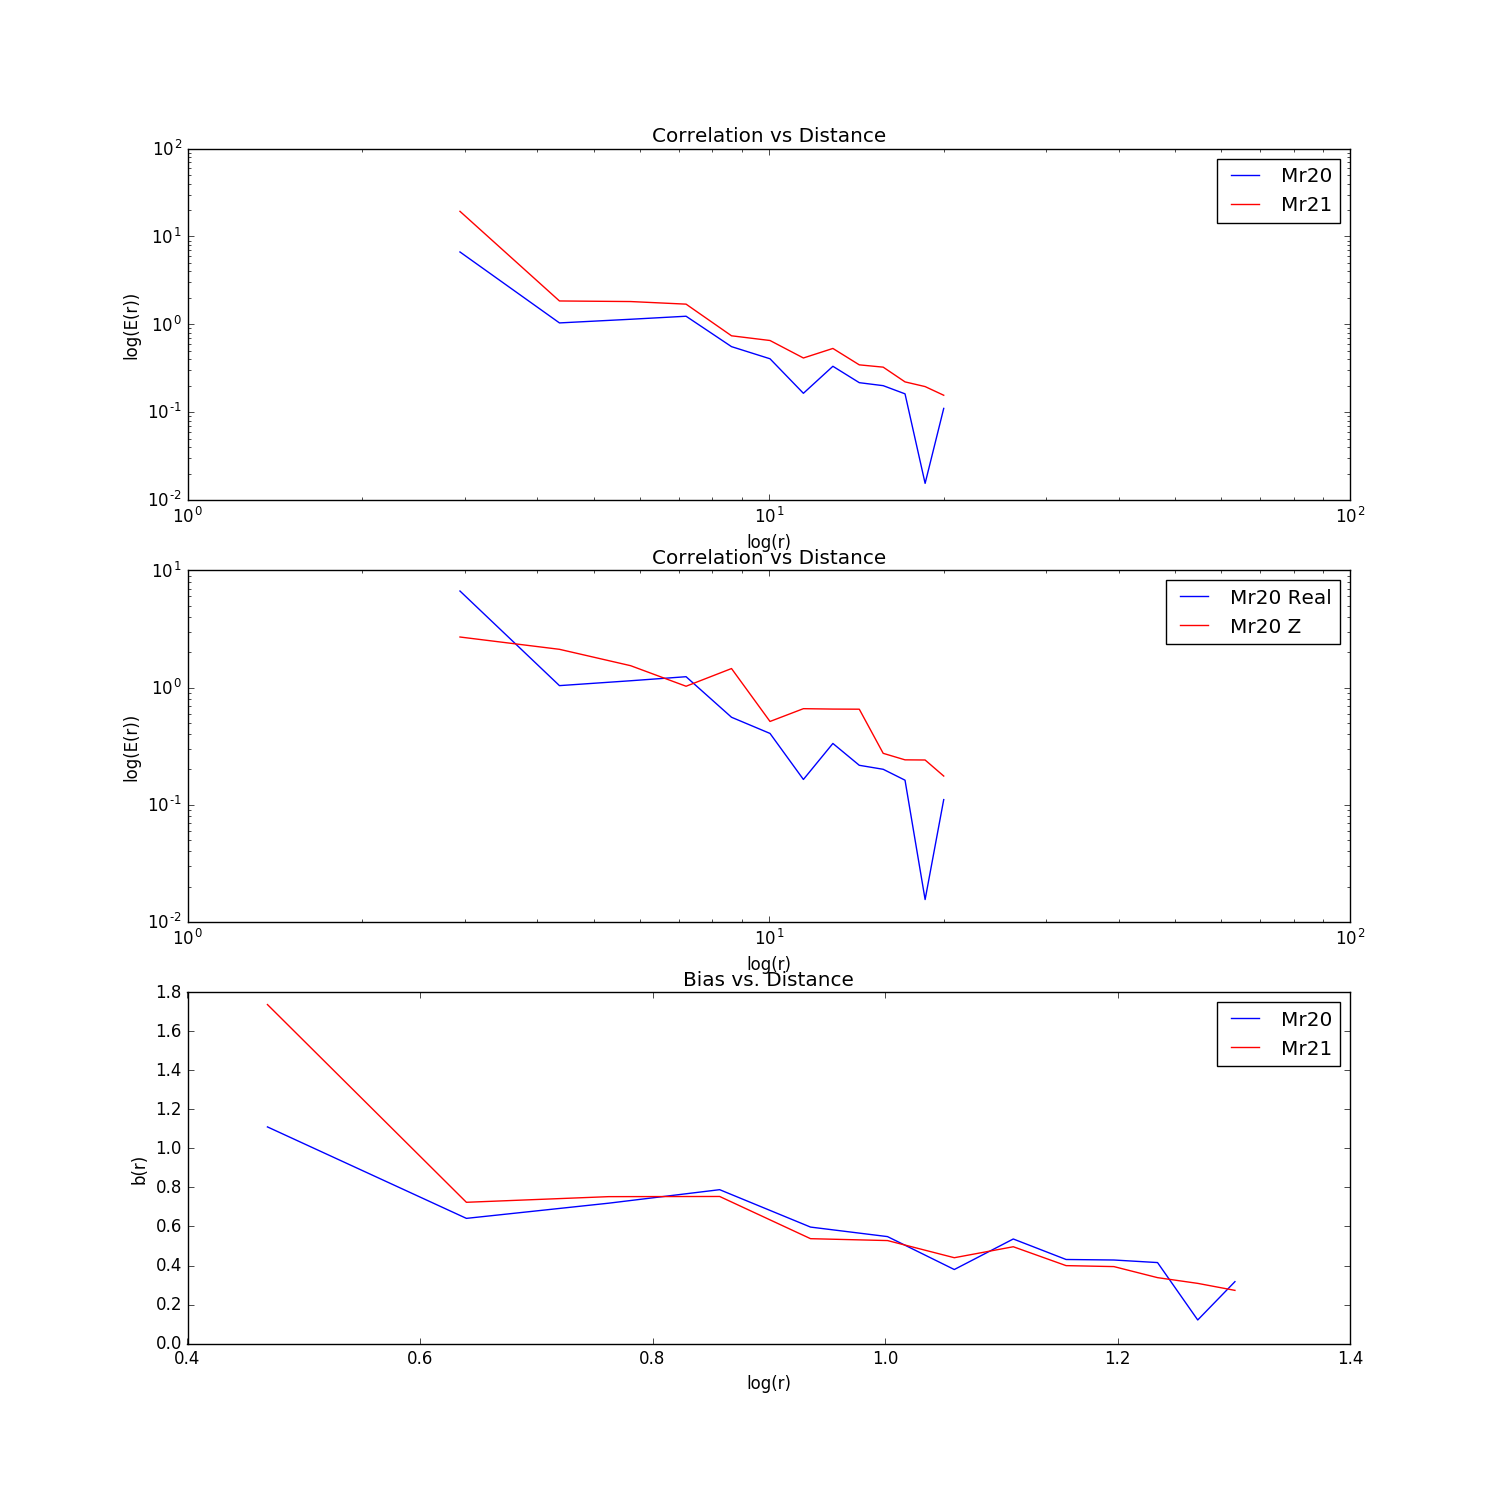 Correlation vs Distance
10^2
10^1
10^0
10^-1
10^-2
log(E(r))
Mr20
Mr21
10^0 10^1 10^2
log(r)
Correlation vs Distance
10^1
10^0
10^-1
10^-2
log(E(r))
Mr20 Real
Mr20 Z
10^0 10^1 10^2
log(r)
Bias vs. Distance
1.8
1.6
1.4
1.2
1.0
0.8
0.6
0.4
0.2
0.0
b(r)
Mr20
Mr21
0.4 0.6 0.8 1.0 1.2 1.4
log(r)